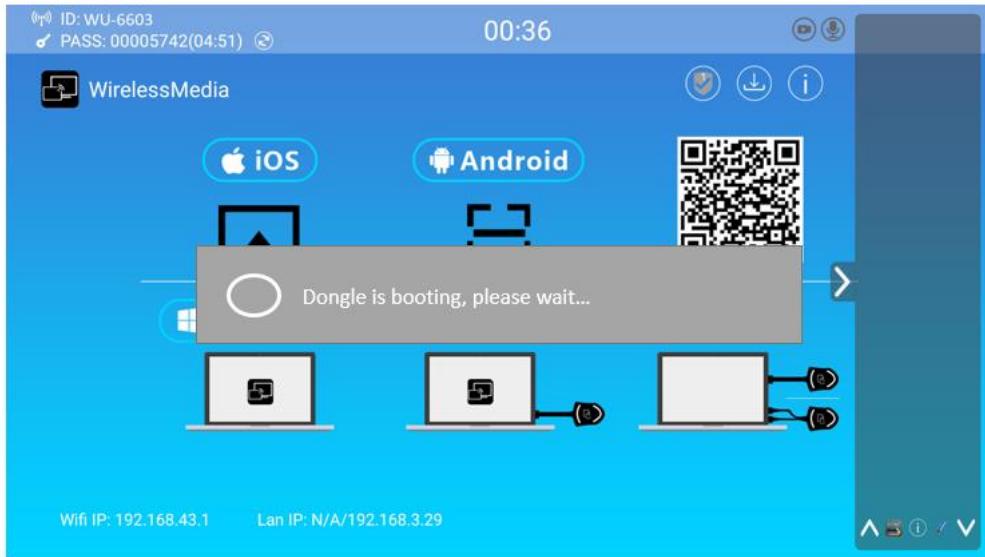 ID: WU-6603
00:36
PASS: 00005742(04:51)
WirelessMedia
iOS
Android
Dongle is booting, please wait...
Wifi IP: 192.168.43.1
Lan IP: N/A/192.168.3.29